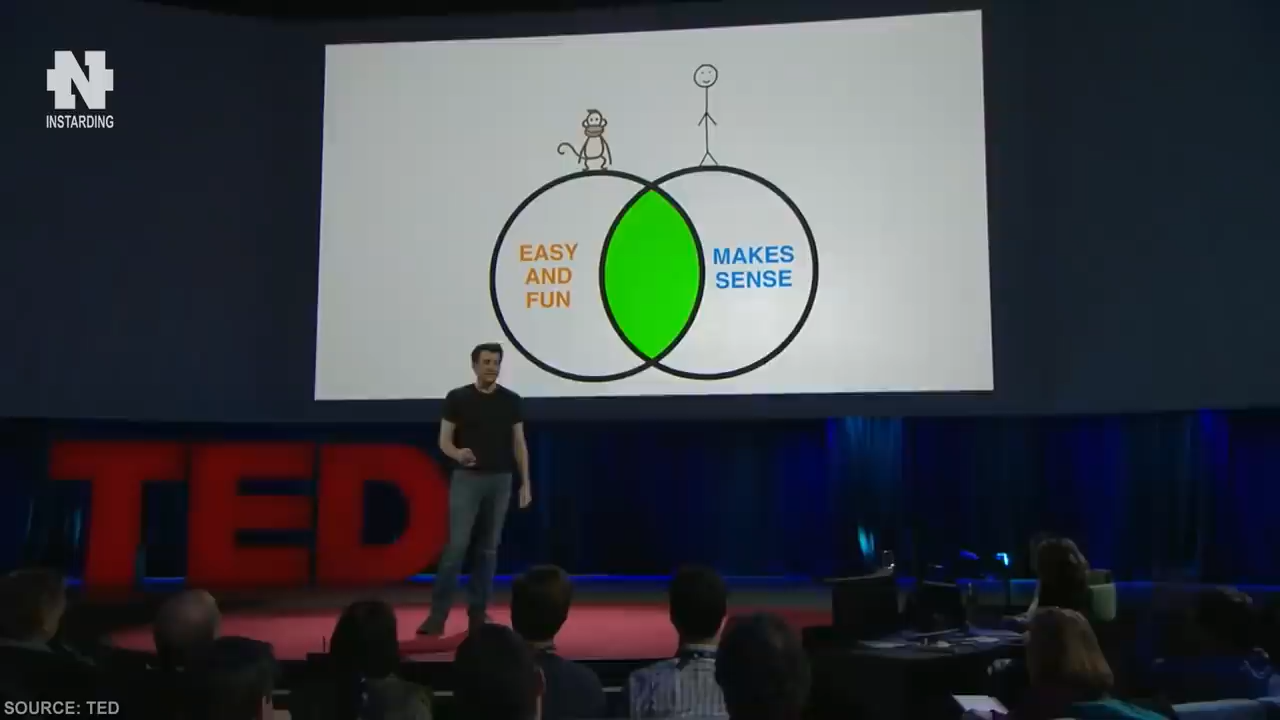 N
INSTARDING
EASY
AND
FUN
MAKES
SENSE
TED
SOURCE: TED